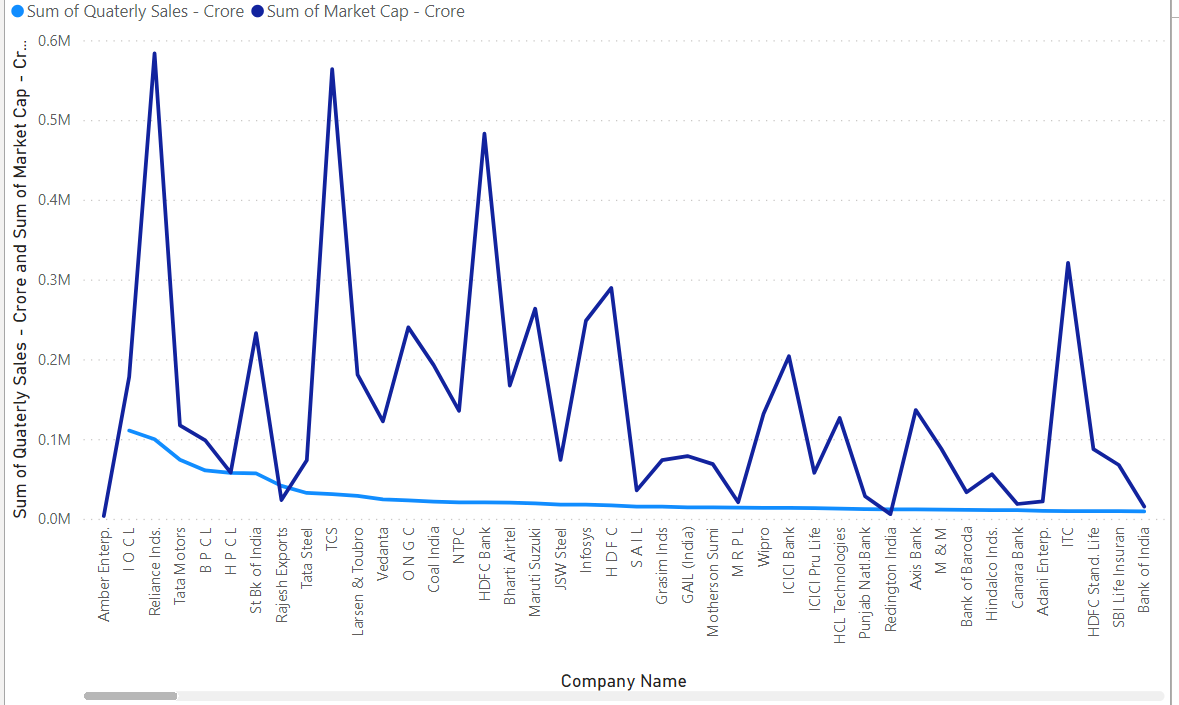 Sum of Quaterly Sales - Crore Sum of Market Cap - Crore
Sum of Quaterly Sales - Crore and Sum of Market Cap - Cr...
0.6M
0.5M
0.4M
0.3M
0.2M
0.1M
0.0M
Amber Enterp.
I O C L
Reliance Inds.
Tata Motors
B P C L
H P C L
St Bk of India
Rajesh Exports
Tata Steel
TCS
Larsen & Toubro
Vedanta
O N G C
Coal India
NTPC
HDFC Bank
Bharti Airtel
Maruti Suzuki
JSW Steel
Infosys
H D F C
S A I L
Grasim Inds
GAIL (India)
Motherson Sumi
M R P L
Wipro
ICICI Bank
ICICI Pru Life
HCL Technologies
Punjab Natl.Bank
Redington India
Axis Bank
M & M
Bank of Baroda
Hindalco Inds.
Canara Bank
Adani Enterp.
ITC
HDFC Stand. Life
SBI Life Insuran
Bank of India
Company Name